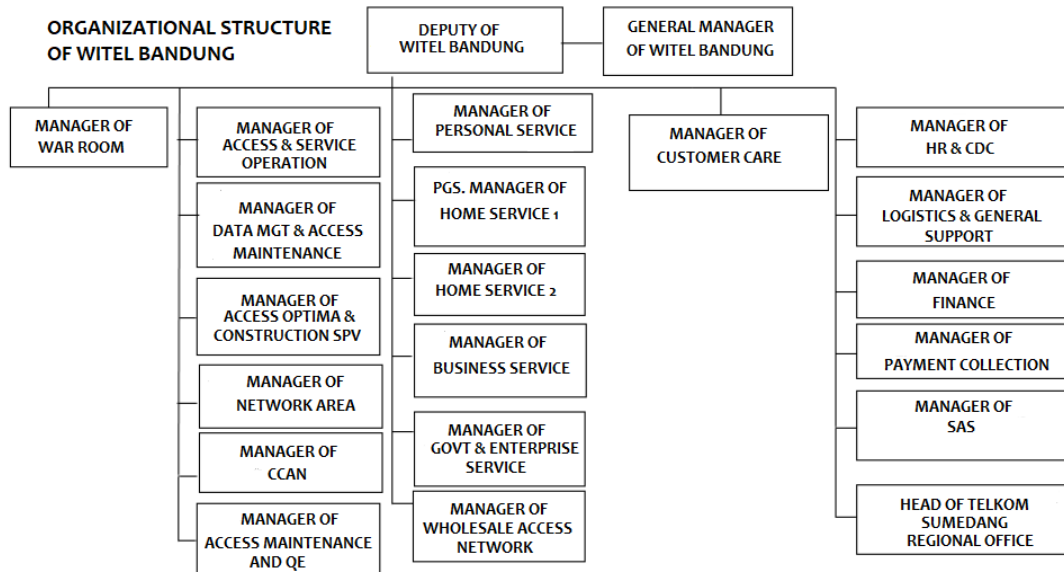 ORGANIZATIONAL STRUCTURE
OF WITEL BANDUNG
DEPUTY OF
WITEL BANDUNG
GENERAL MANAGER
OF WITEL BANDUNG
MANAGER OF
WAR ROOM
MANAGER OF
ACCESS & SERVICE
OPERATION
MANAGER OF
DATA MGT & ACCESS
MAINTENANCE
MANAGER OF
ACCESS OPTIMA &
CONSTRUCTION SPV
MANAGER OF
NETWORK AREA
MANAGER OF
CCAN
MANAGER OF
ACCESS MAINTENANCE
AND QE
MANAGER OF
PERSONAL SERVICE
PGS. MANAGER OF
HOME SERVICE 1
MANAGER OF
HOME SERVICE 2
MANAGER OF
BUSINESS SERVICE
MANAGER OF
GOVT & ENTERPRISE
SERVICE
MANAGER OF
WHOLESALE ACCESS
NETWORK
MANAGER OF
CUSTOMER CARE
MANAGER OF
HR & CDC
MANAGER OF
LOGISTICS & GENERAL
SUPPORT
MANAGER OF
FINANCE
MANAGER OF
PAYMENT COLLECTION
MANAGER OF
SAS
HEAD OF TELKOM
SUMEDANG
REGIONAL OFFICE